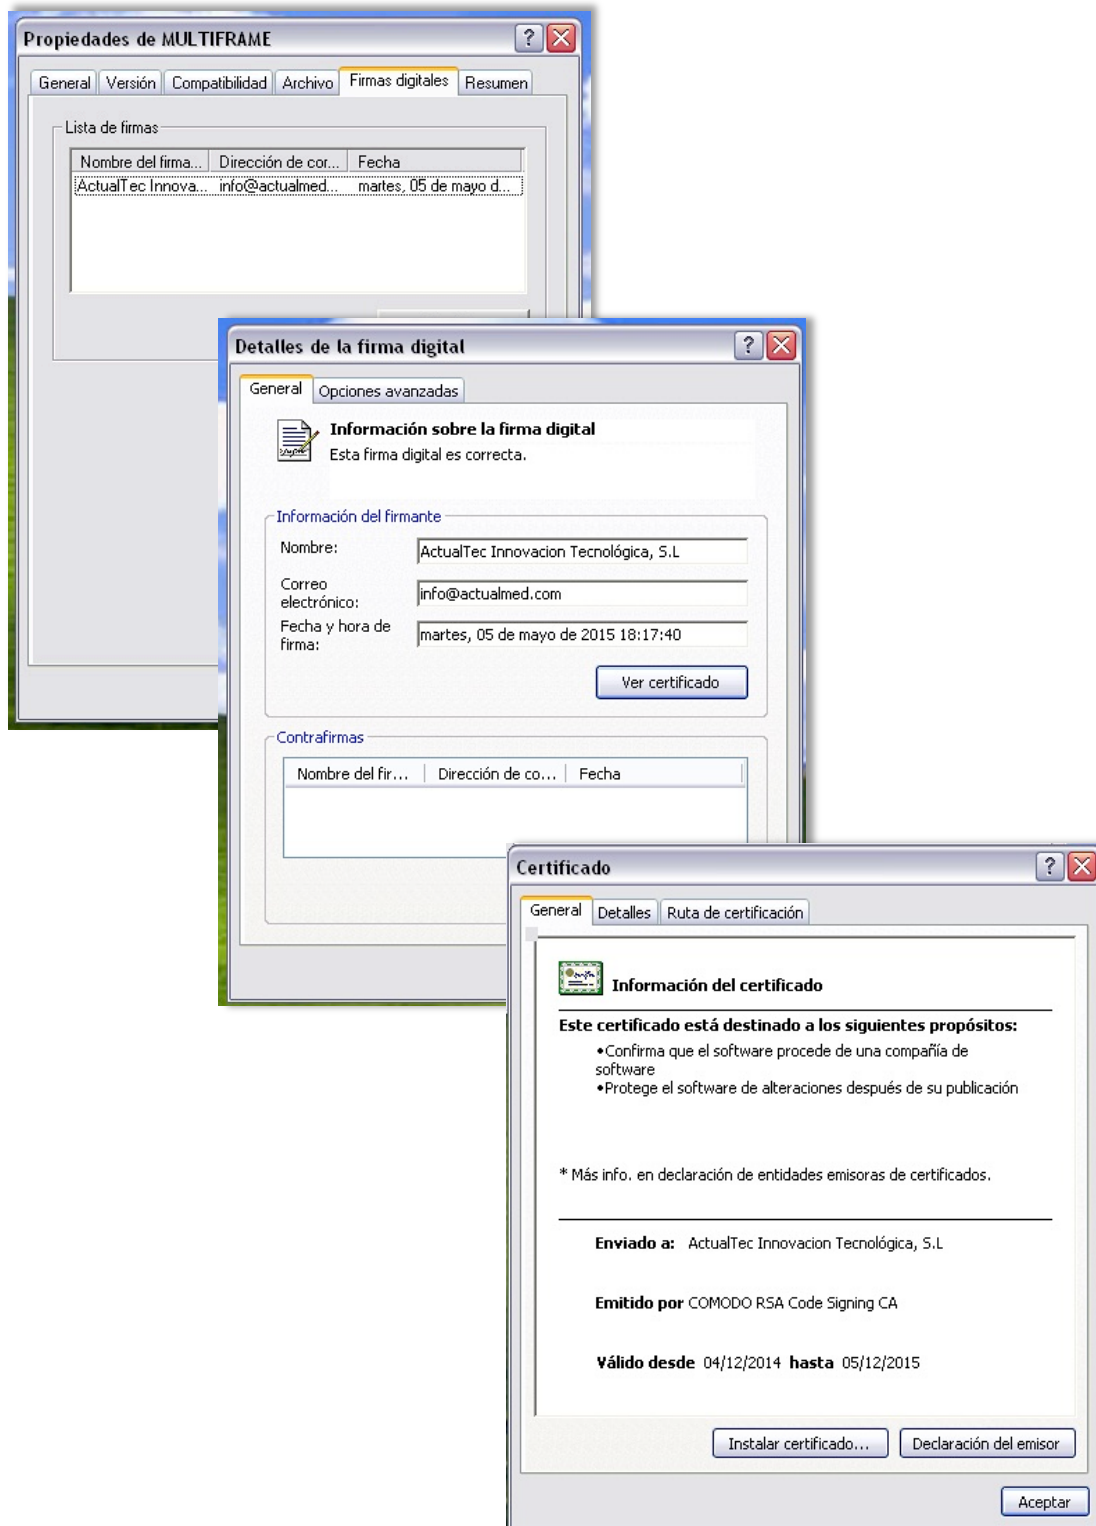 Propiedades de MULTIFRAME
General Versión Compatibilidad Archivo Firmas digitales Resumen
Lista de firmas
Nombre del firma... Dirección de cor... Fecha
ActualTec Innova... info@actualmed... martes, 05 de mayo d...
Detalles de la firma digital
General Opciones avanzadas
Información sobre la firma digital
Esta firma digital es correcta.
Información del firmante
Nombre: ActualTec Innovacion Tecnológica, S.L
Correo
electrónico: info@actualmed.com
Fecha y hora de
firma: martes, 05 de mayo de 2015 18:17:40
Ver certificado
Contrafirmas
Nombre del fir... Dirección de co... Fecha
Certificado
General Detalles Ruta de certificación
Información del certificado
Este certificado está destinado a los siguientes propósitos:
•Confirma que el software procede de una compañía de
software
•Protege el software de alteraciones después de su publicación
* Más info. en declaración de entidades emisoras de certificados.
Enviado a: ActualTec Innovacion Tecnológica, S.L
Emitido por COMODO RSA Code Signing CA
Válido desde 04/12/2014 hasta 05/12/2015
Instalar certificado... Declaración del emisor
Aceptar